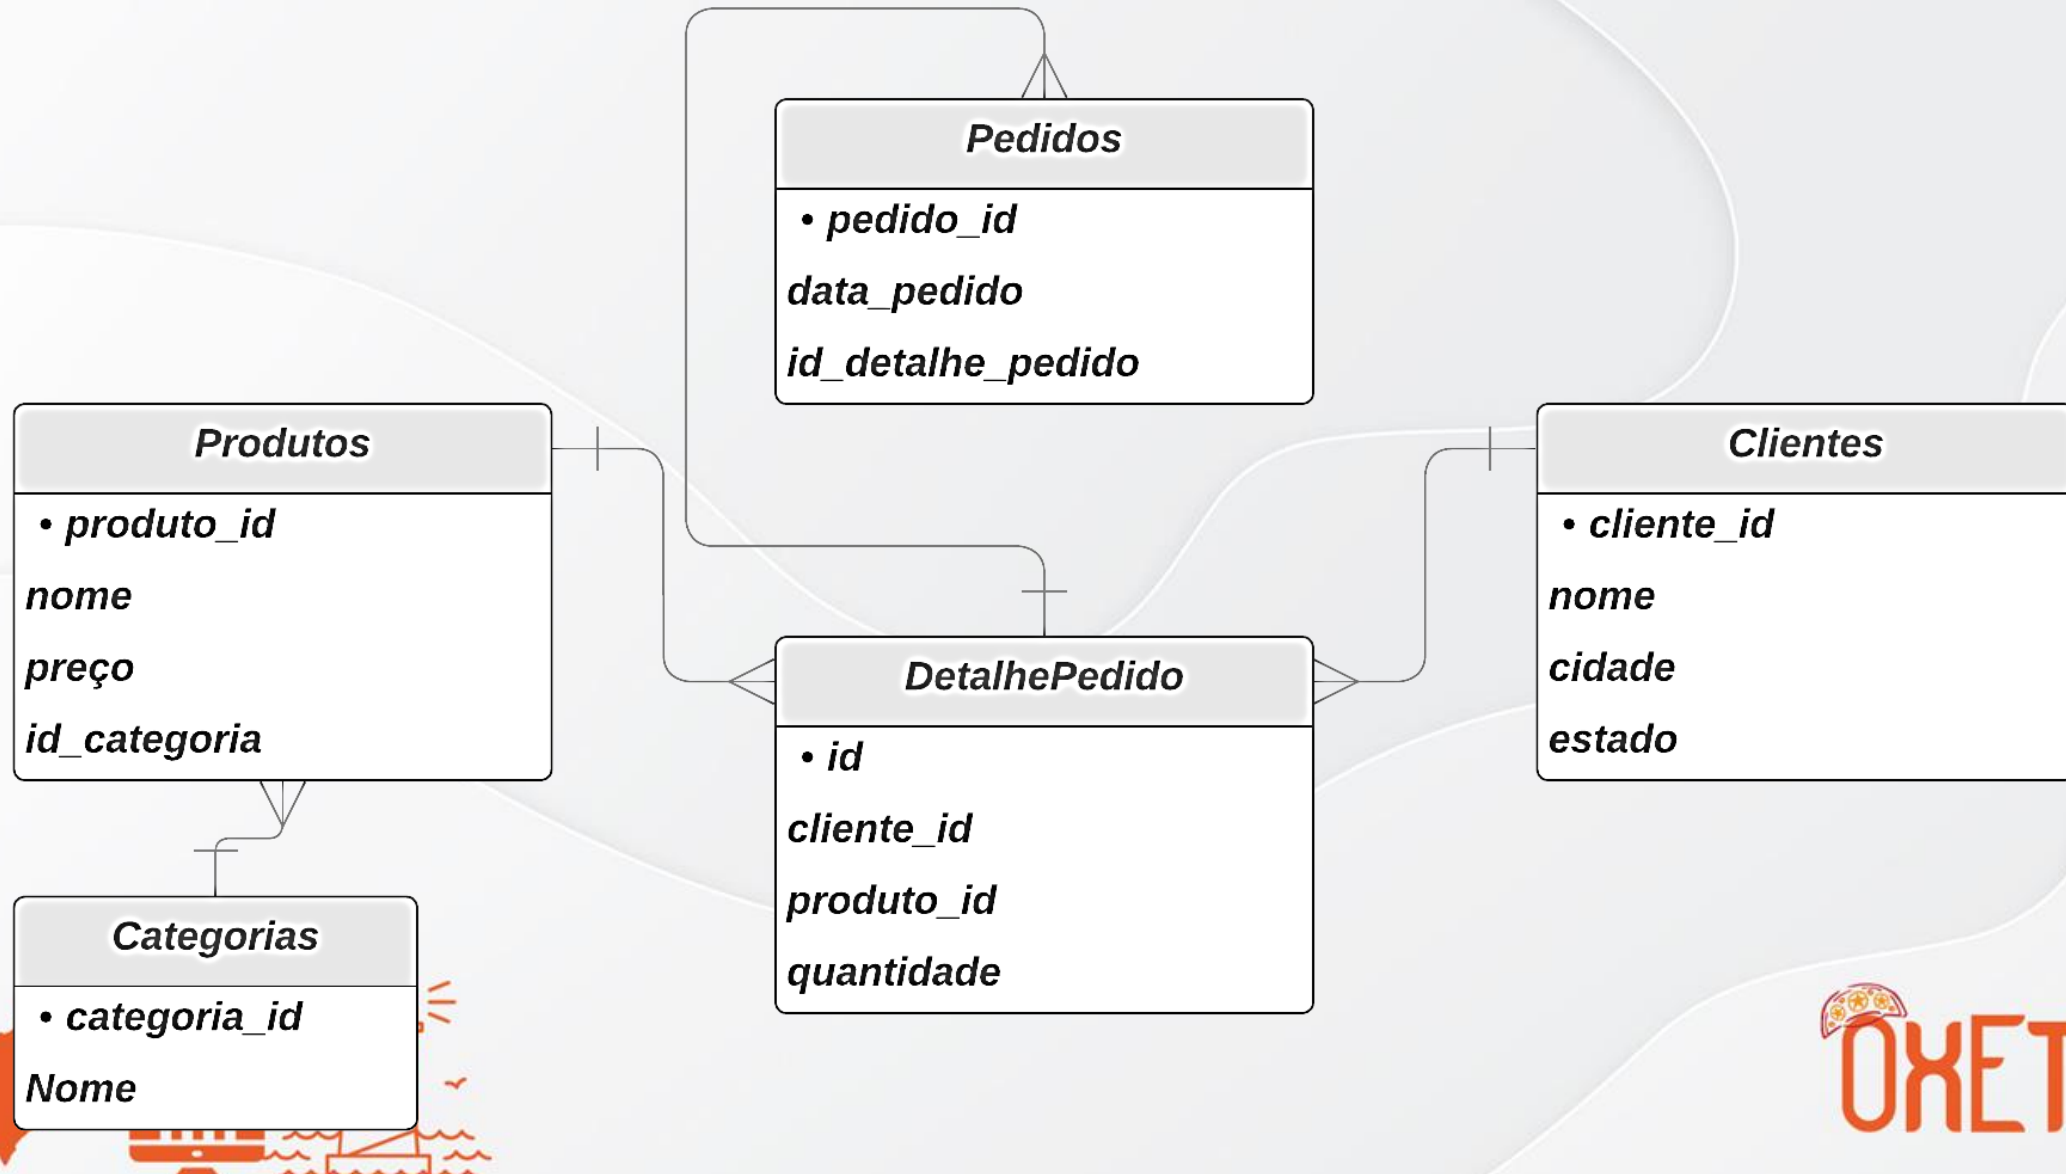 Pedidos
• pedido_id
data_pedido
id_detalhe_pedido
Produtos
• produto_id
nome
preço
id_categoria
Clientes
• cliente_id
nome
cidade
estado
DetalhePedido
• id
cliente_id
produto_id
quantidade
Categorias
• categoria_id
Nome
OXET